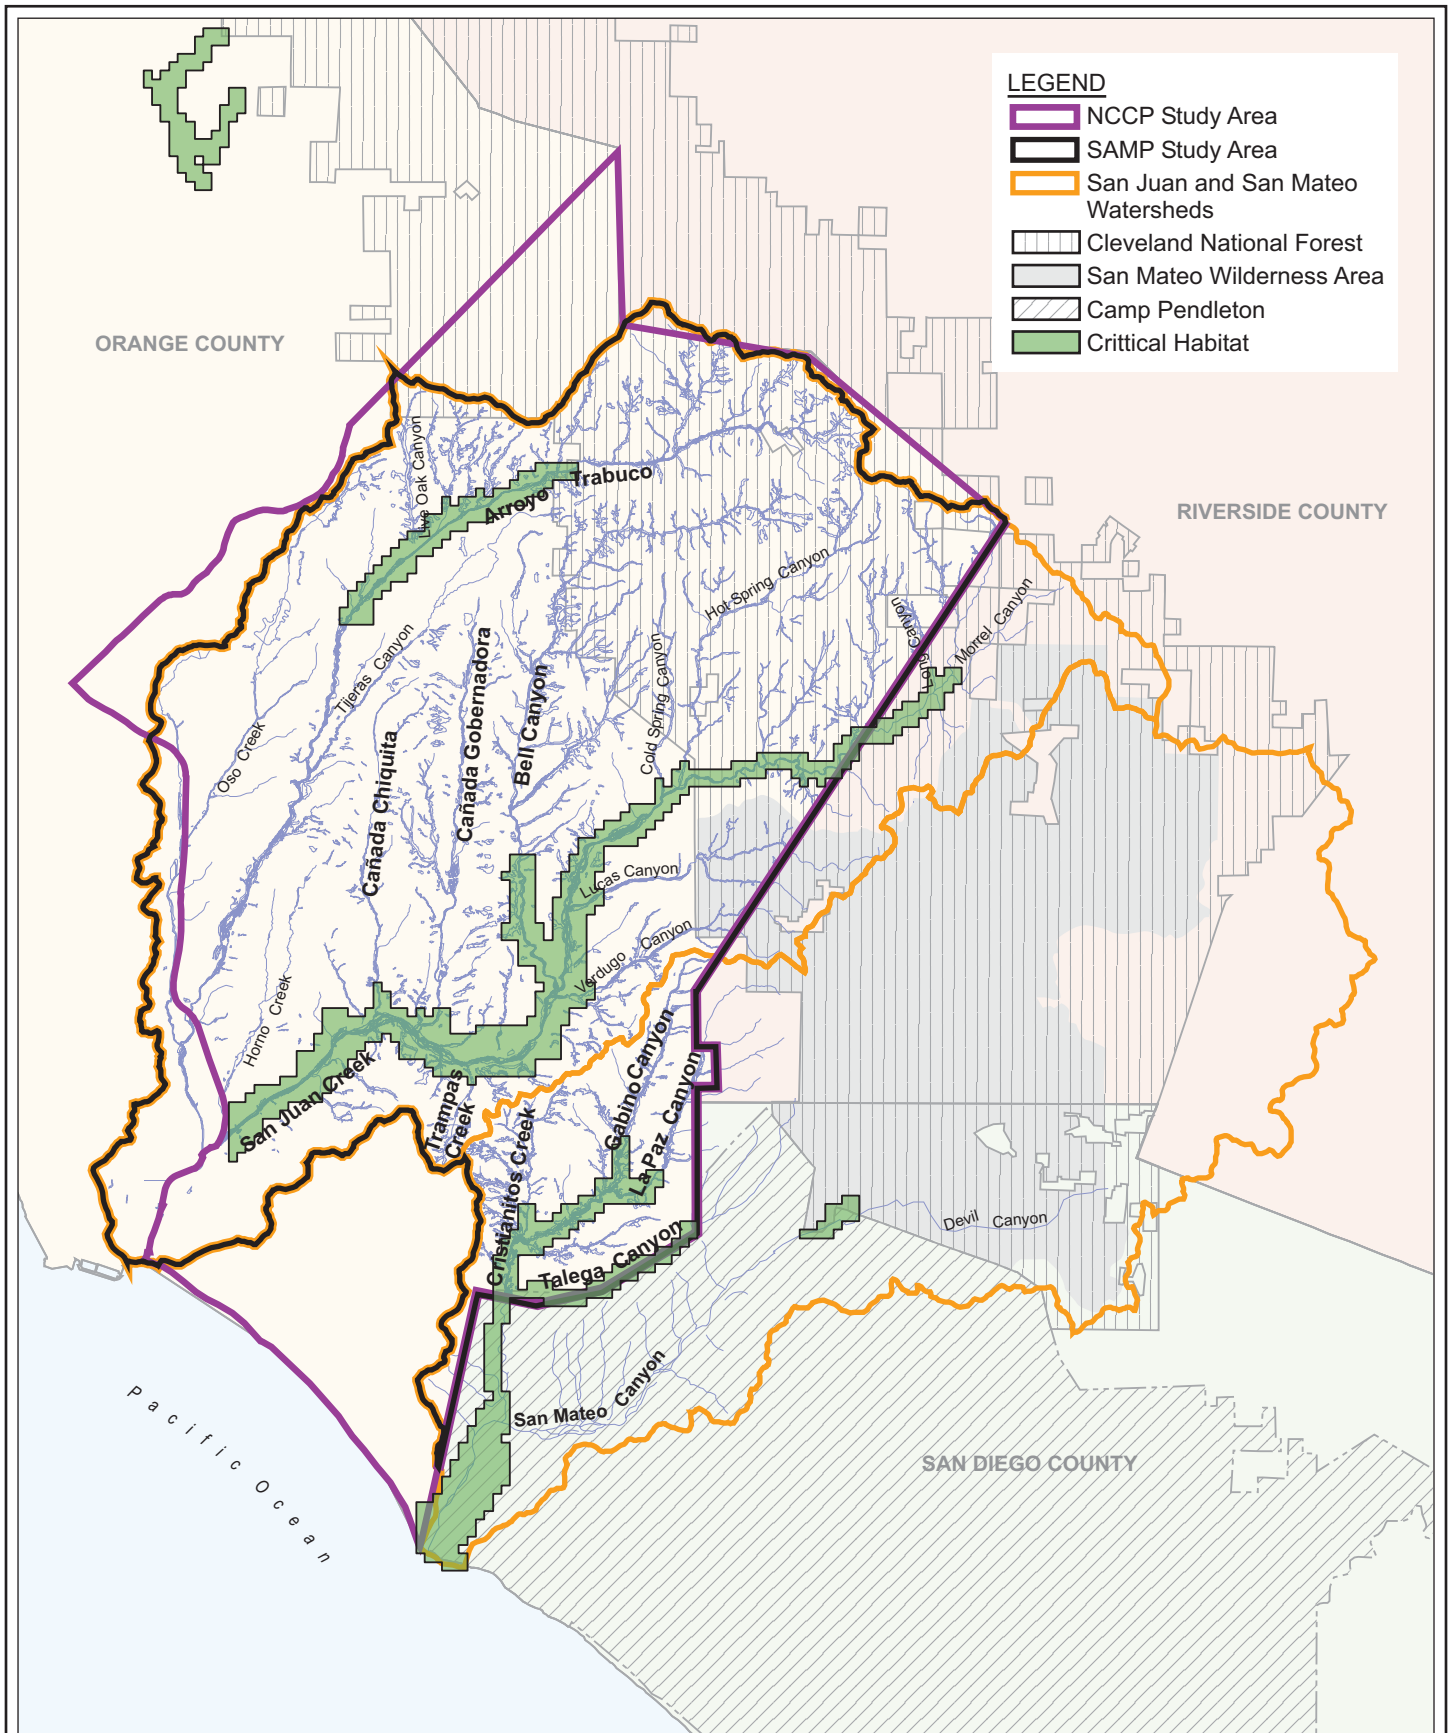 LEGEND
NCCP Study Area
SAMP Study Area
San Juan and San Mateo
Watersheds
Cleveland National Forest
San Mateo Wilderness Area
Camp Pendleton
Crittical Habitat
ORANGE COUNTY
RIVERSIDE COUNTY
SAN DIEGO COUNTY
Pacific Ocean
Live Oak Canyon
Arroyo Trabuco
Hot Spring Canyon
Long Canyon
Morrel Canyon
Tijeras Canyon
Cañada Gobernadora
Bell Canyon
Cold Spring Canyon
Oso Creek
Cañada Chiquita
Lucas Canyon
Verdugo Canyon
Horno Creek
San Juan Creek
Trampas
Creek
Gabino Canyon
La Paz Canyon
Cristianitos Creek
Talega Canyon
Devil Canyon
San Mateo Canyon